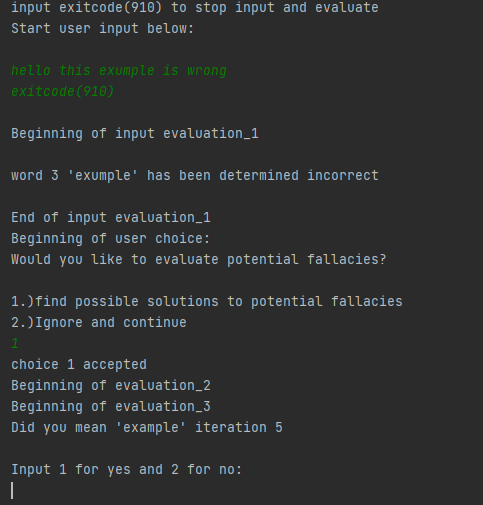 input exitcode(910) to stop input and evaluate
Start user input below:
hello this exumple is wrong
exitcode(910)
Beginning of input evaluation_1
word 3 'exumple' has been determined incorrect
End of input evaluation_1
Beginning of user choice:
Would you like to evaluate potential fallacies?
1.)find possible solutions to potential fallacies
2.)Ignore and continue
1
choice 1 accepted
Beginning of evaluation_2
Beginning of evaluation_3
Did you mean 'example' iteration 5
Input 1 for yes and 2 for no: